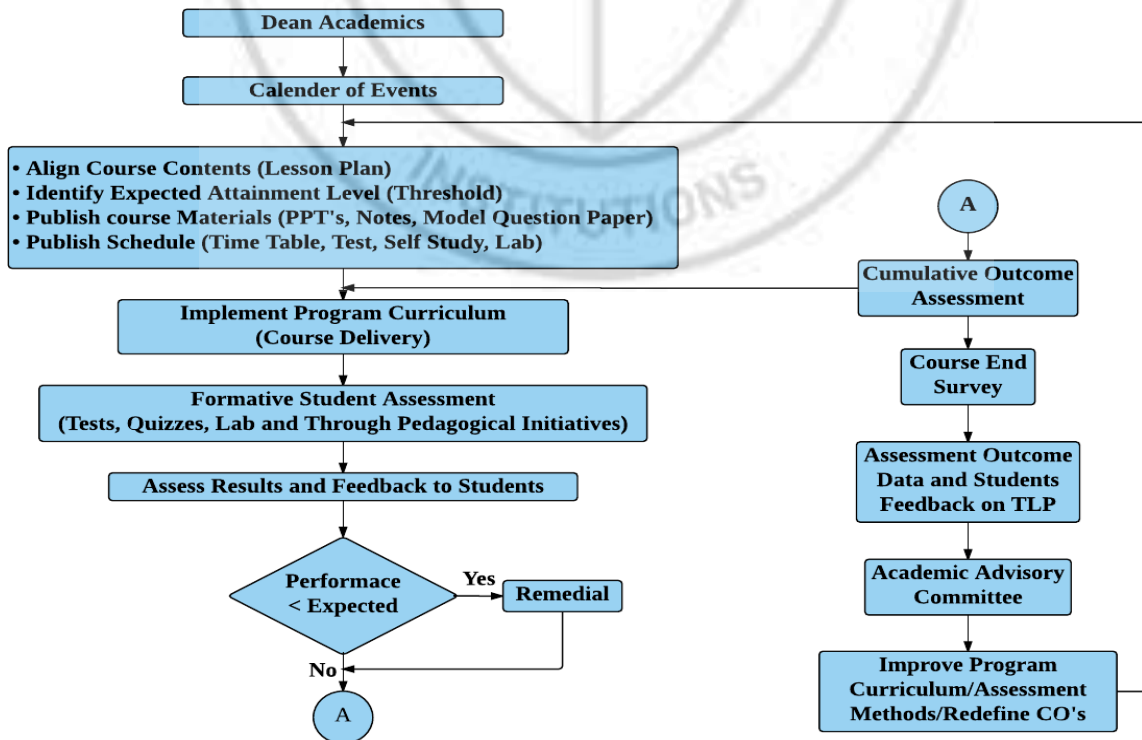 Dean Academics
Calender of Events
• Align Course Contents (Lesson Plan)
• Identify Expected Attainment Level (Threshold)
• Publish course Materials (PPT's, Notes, Model Question Paper)
• Publish Schedule (Time Table, Test, Self Study, Lab)
INSTITUTIONS
Implement Program Curriculum
(Course Delivery)
Formative Student Assessment
(Tests, Quizzes, Lab and Through Pedagogical Initiatives)
Assess Results and Feedback to Students
Performace
< Expected
Yes
Remedial
No
A
A
Cumulative Outcome
Assessment
Course End
Survey
Assessment Outcome
Data and Students
Feedback on TLP
Academic Advisory
Committee
Improve Program
Curriculum/Assessment
Methods/Redefine CO's